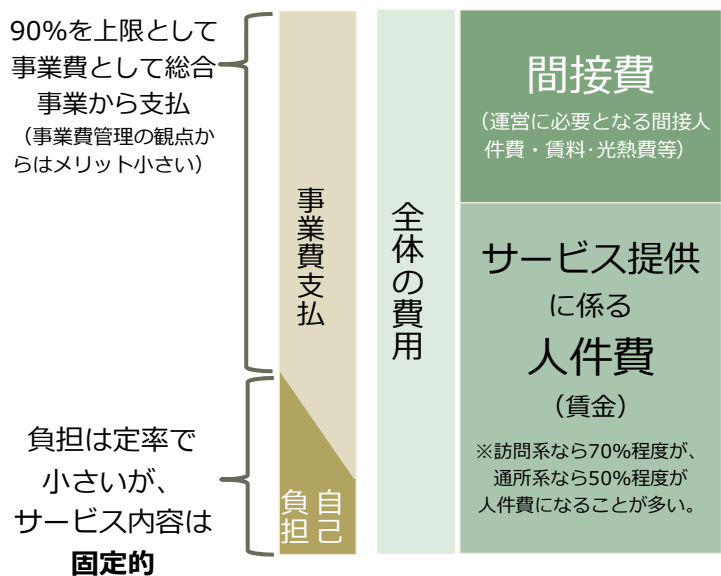 90%を上限として
事業費として総合
事業から支払
（事業費管理の観点か
らはメリット小さい）
負担は定率で
小さいが、
サービス内容は
固定的
事業費支払
自己
負担
全体の費用
間接費
（運営に必要となる間接人
件費・賃料･光熱費等）
サービス提供
に係る
人件費
（賃金）
※訪問系なら70%程度が、
通所系なら50%程度が
人件費になることが多い。